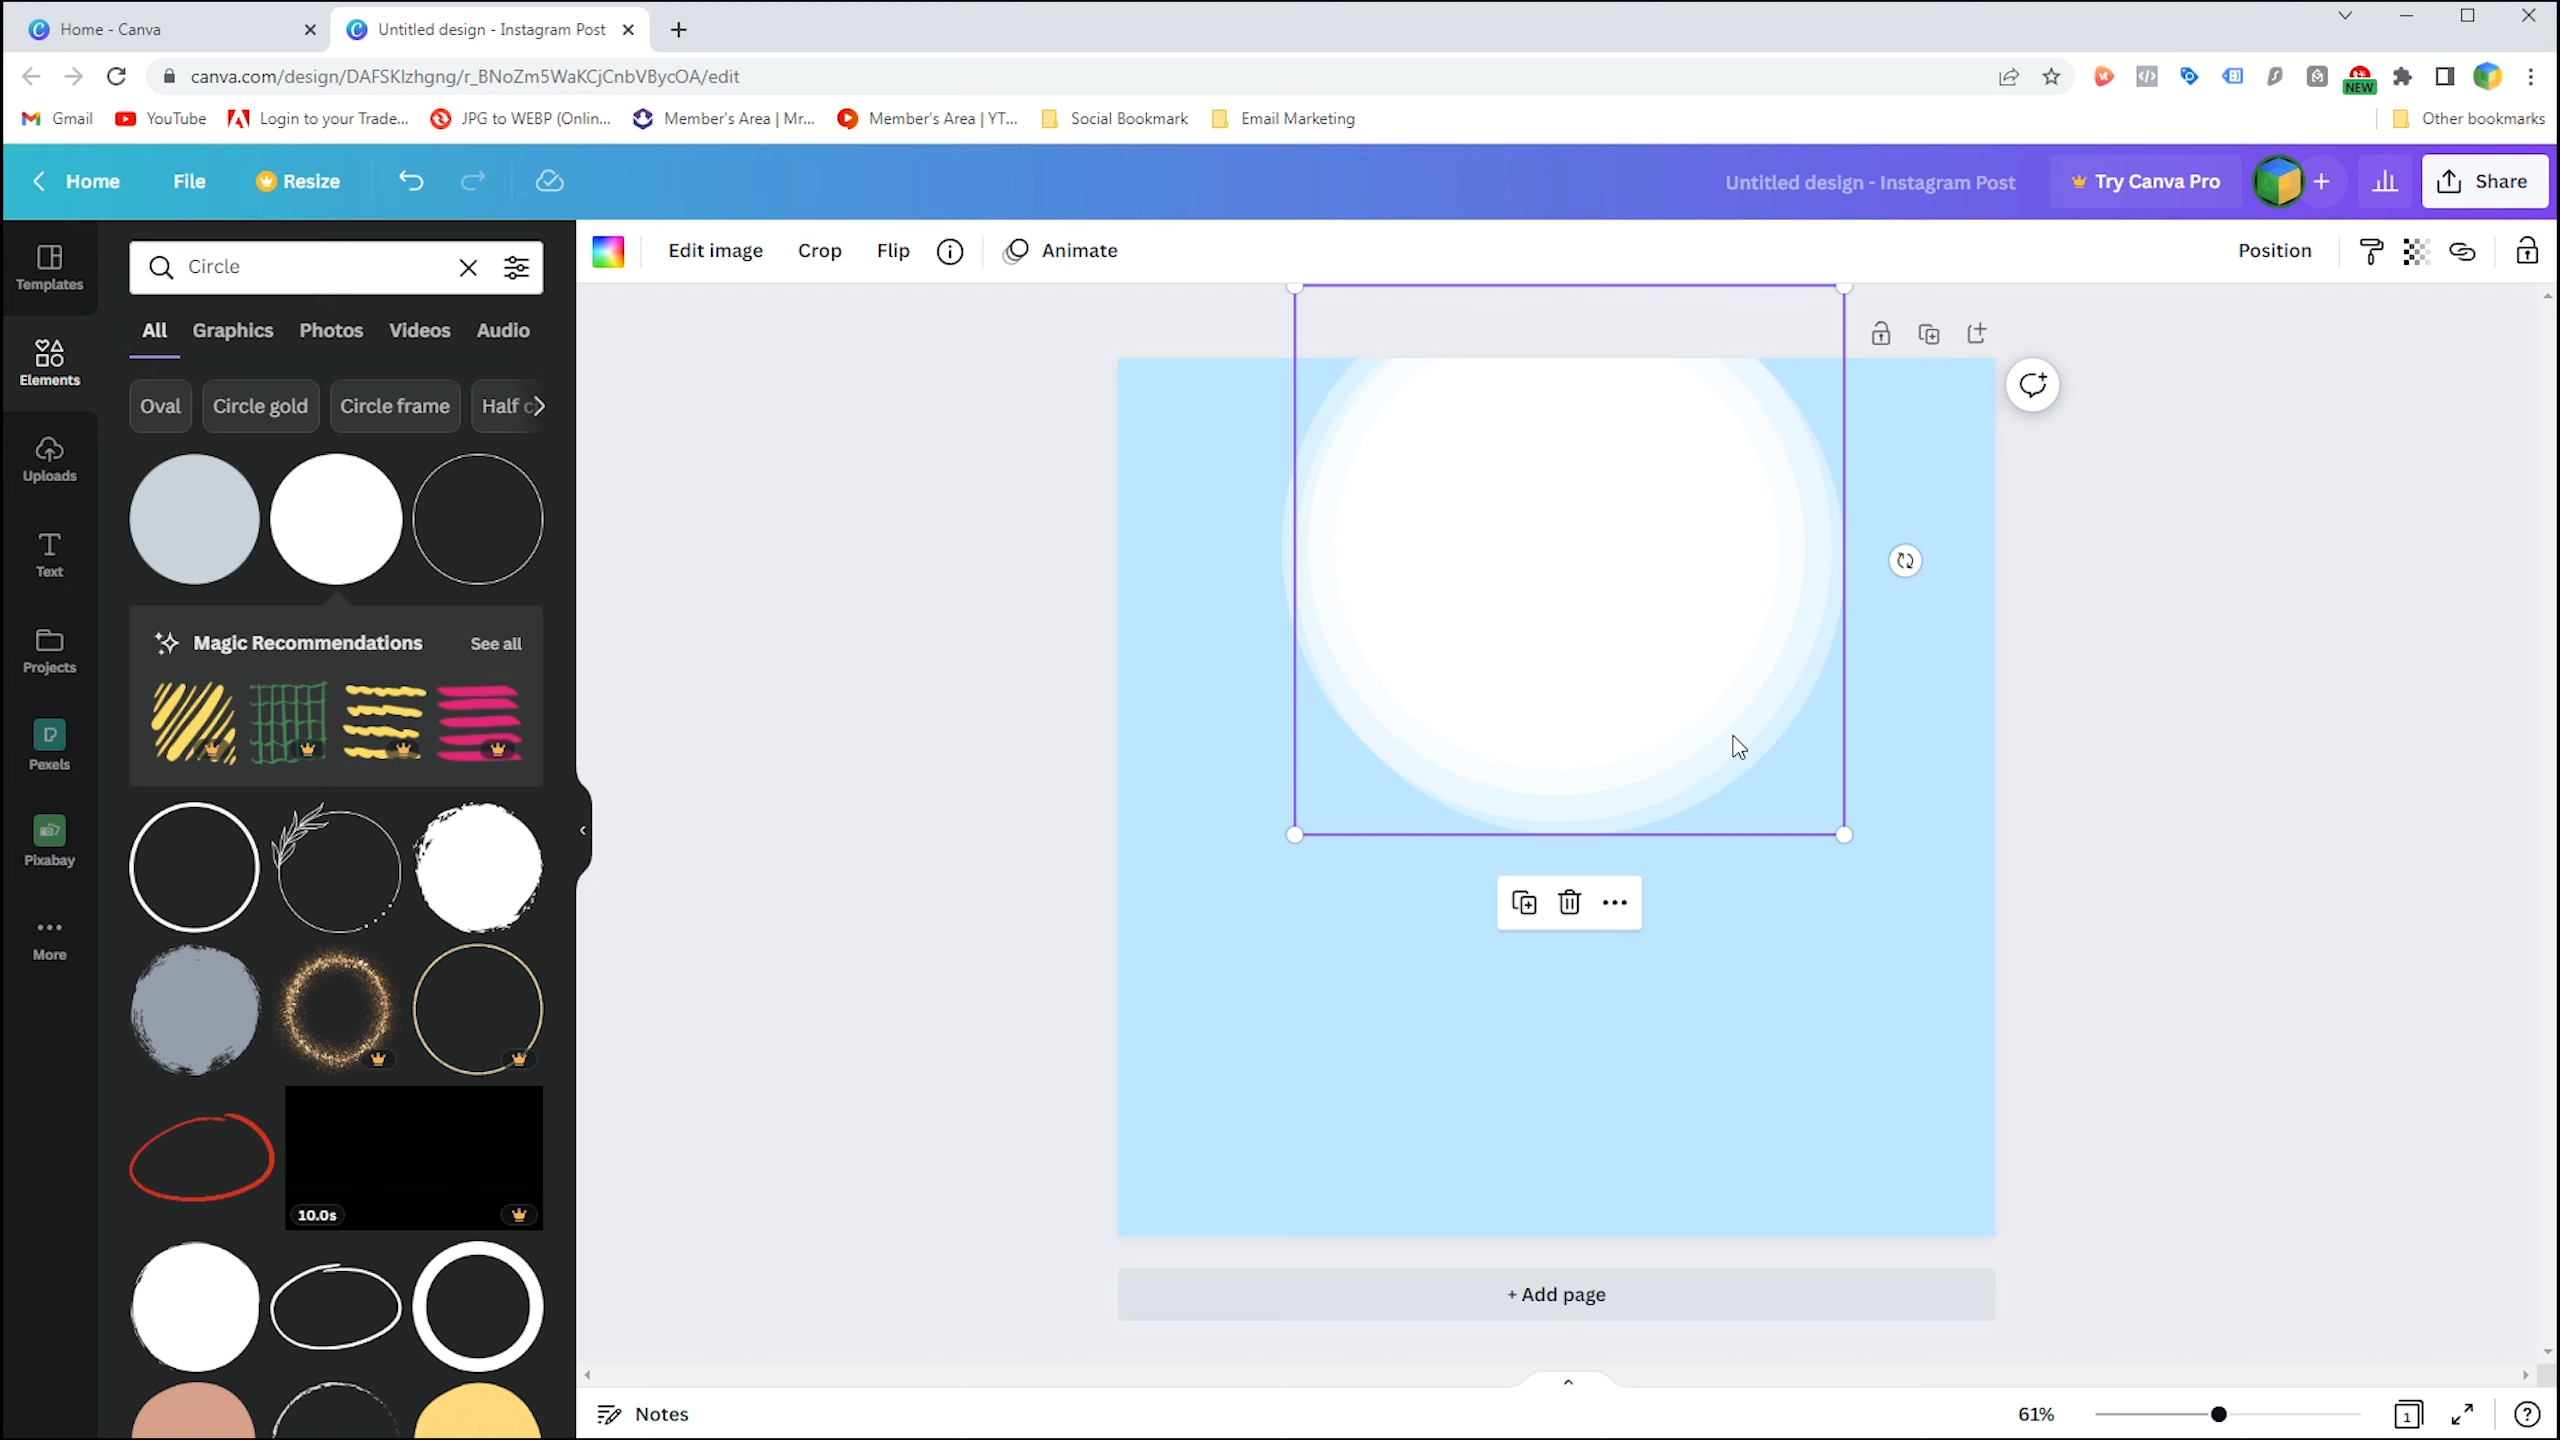 Home - Canva
Untitled design - Instagram Post
canva.com/design/DAFSKIzhgng/r_BNoZm5WaKCjCnbVBycOA/edit
NEW
Gmail
YouTube
Login to your Trade...
JPG to WEBP (Onlin...
Member's Area | Mr...
Member's Area | YT...
Social Bookmark
Email Marketing
Other bookmarks
Home
File
Resize
Untitled design - Instagram Post
Try Canva Pro
Share
Templates
Elements
Uploads
Text
Projects
Pexels
Pixabay
More
Circle
All
Graphics
Photos
Videos
Audio
Oval
Circle gold
Circle frame
Half c
Magic Recommendations
See all
10.0s
Edit image
Crop
Flip
Animate
Position
+ Add page
Notes
61%
1